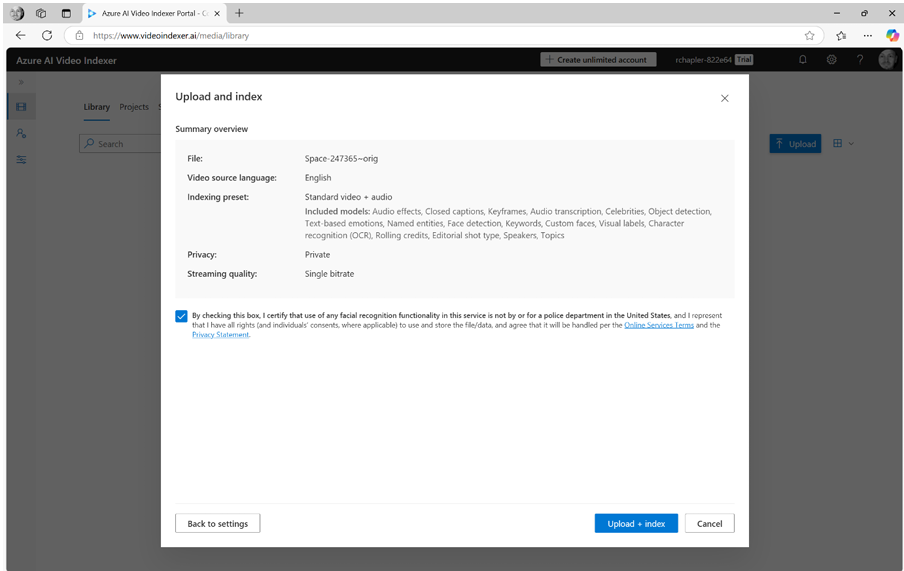 Azure AI Video Indexer Portal - C
https://www.videoindexer.ai/media/library
Azure AI Video Indexer
+ Create unlimited account
rchapler-822e64 Trial
?
Library Projects S
Search
Upload
Upload and index
Summary overview
File: Space-247365~orig
Video source language: English
Indexing preset: Standard video + audio
Included models: Audio effects, Closed captions, Keyframes, Audio transcription, Celebrities, Object detection,
Text-based emotions, Named entities, Face detection, Keywords, Custom faces, Visual labels, Character
recognition (OCR), Rolling credits, Editorial shot type, Speakers, Topics
Privacy: Private
Streaming quality: Single bitrate
By checking this box, I certify that use of any facial recognition functionality in this service is not by or for a police department in the United States, and I represent
that I have all rights (and individuals' consents, where applicable) to use and store the file/data, and agree that it will be handled per the Online Services Terms and the
Privacy Statement.
Back to settings
Upload + index
Cancel